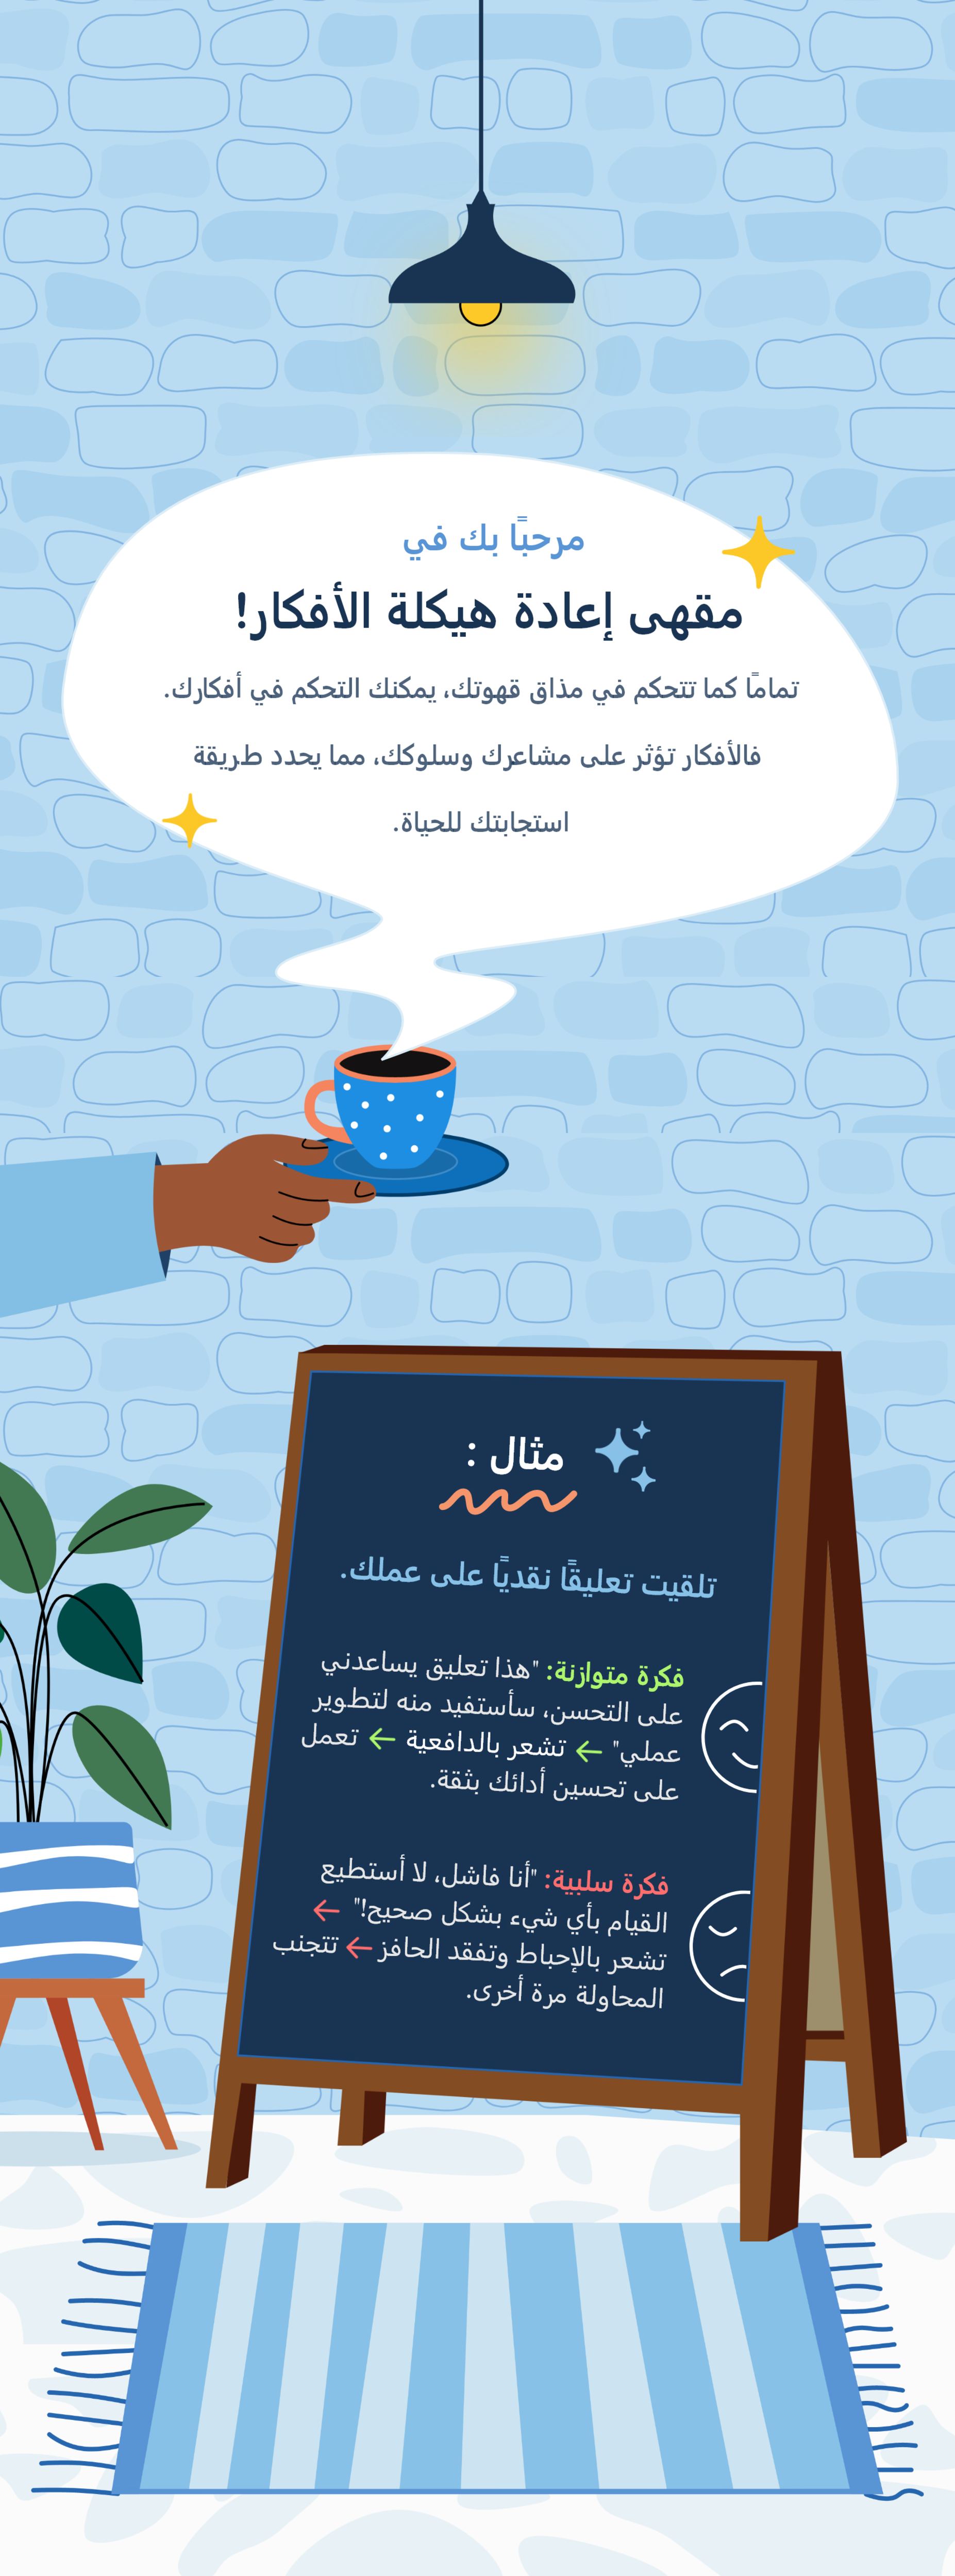 مرحبًا بك في
مقهى إعادة هيكلة الأفكار!
تمامًا كما تتحكم في مذاق قهوتك، يمكنك التحكم في أفكارك.
فالأفكار تؤثر على مشاعرك وسلوكك، مما يحدد طريقة
استجابتك للحياة.
مثال :
تلقيت تعليقًا نقديًا على عملك.
فكرة متوازنة: "هذا تعليق يساعدني
على التحسن، سأستفيد منه لتطوير
عملي" ← تشعر بالدافعية ← تعمل
على تحسين أدائك بثقة.
فكرة سلبية: "أنا فاشل، لا أستطيع
القيام بأي شيء بشكل صحيح!" ←
تشعر بالإحباط وتفقد الحافز ← تتجنب
المحاولة مرة أخرى.